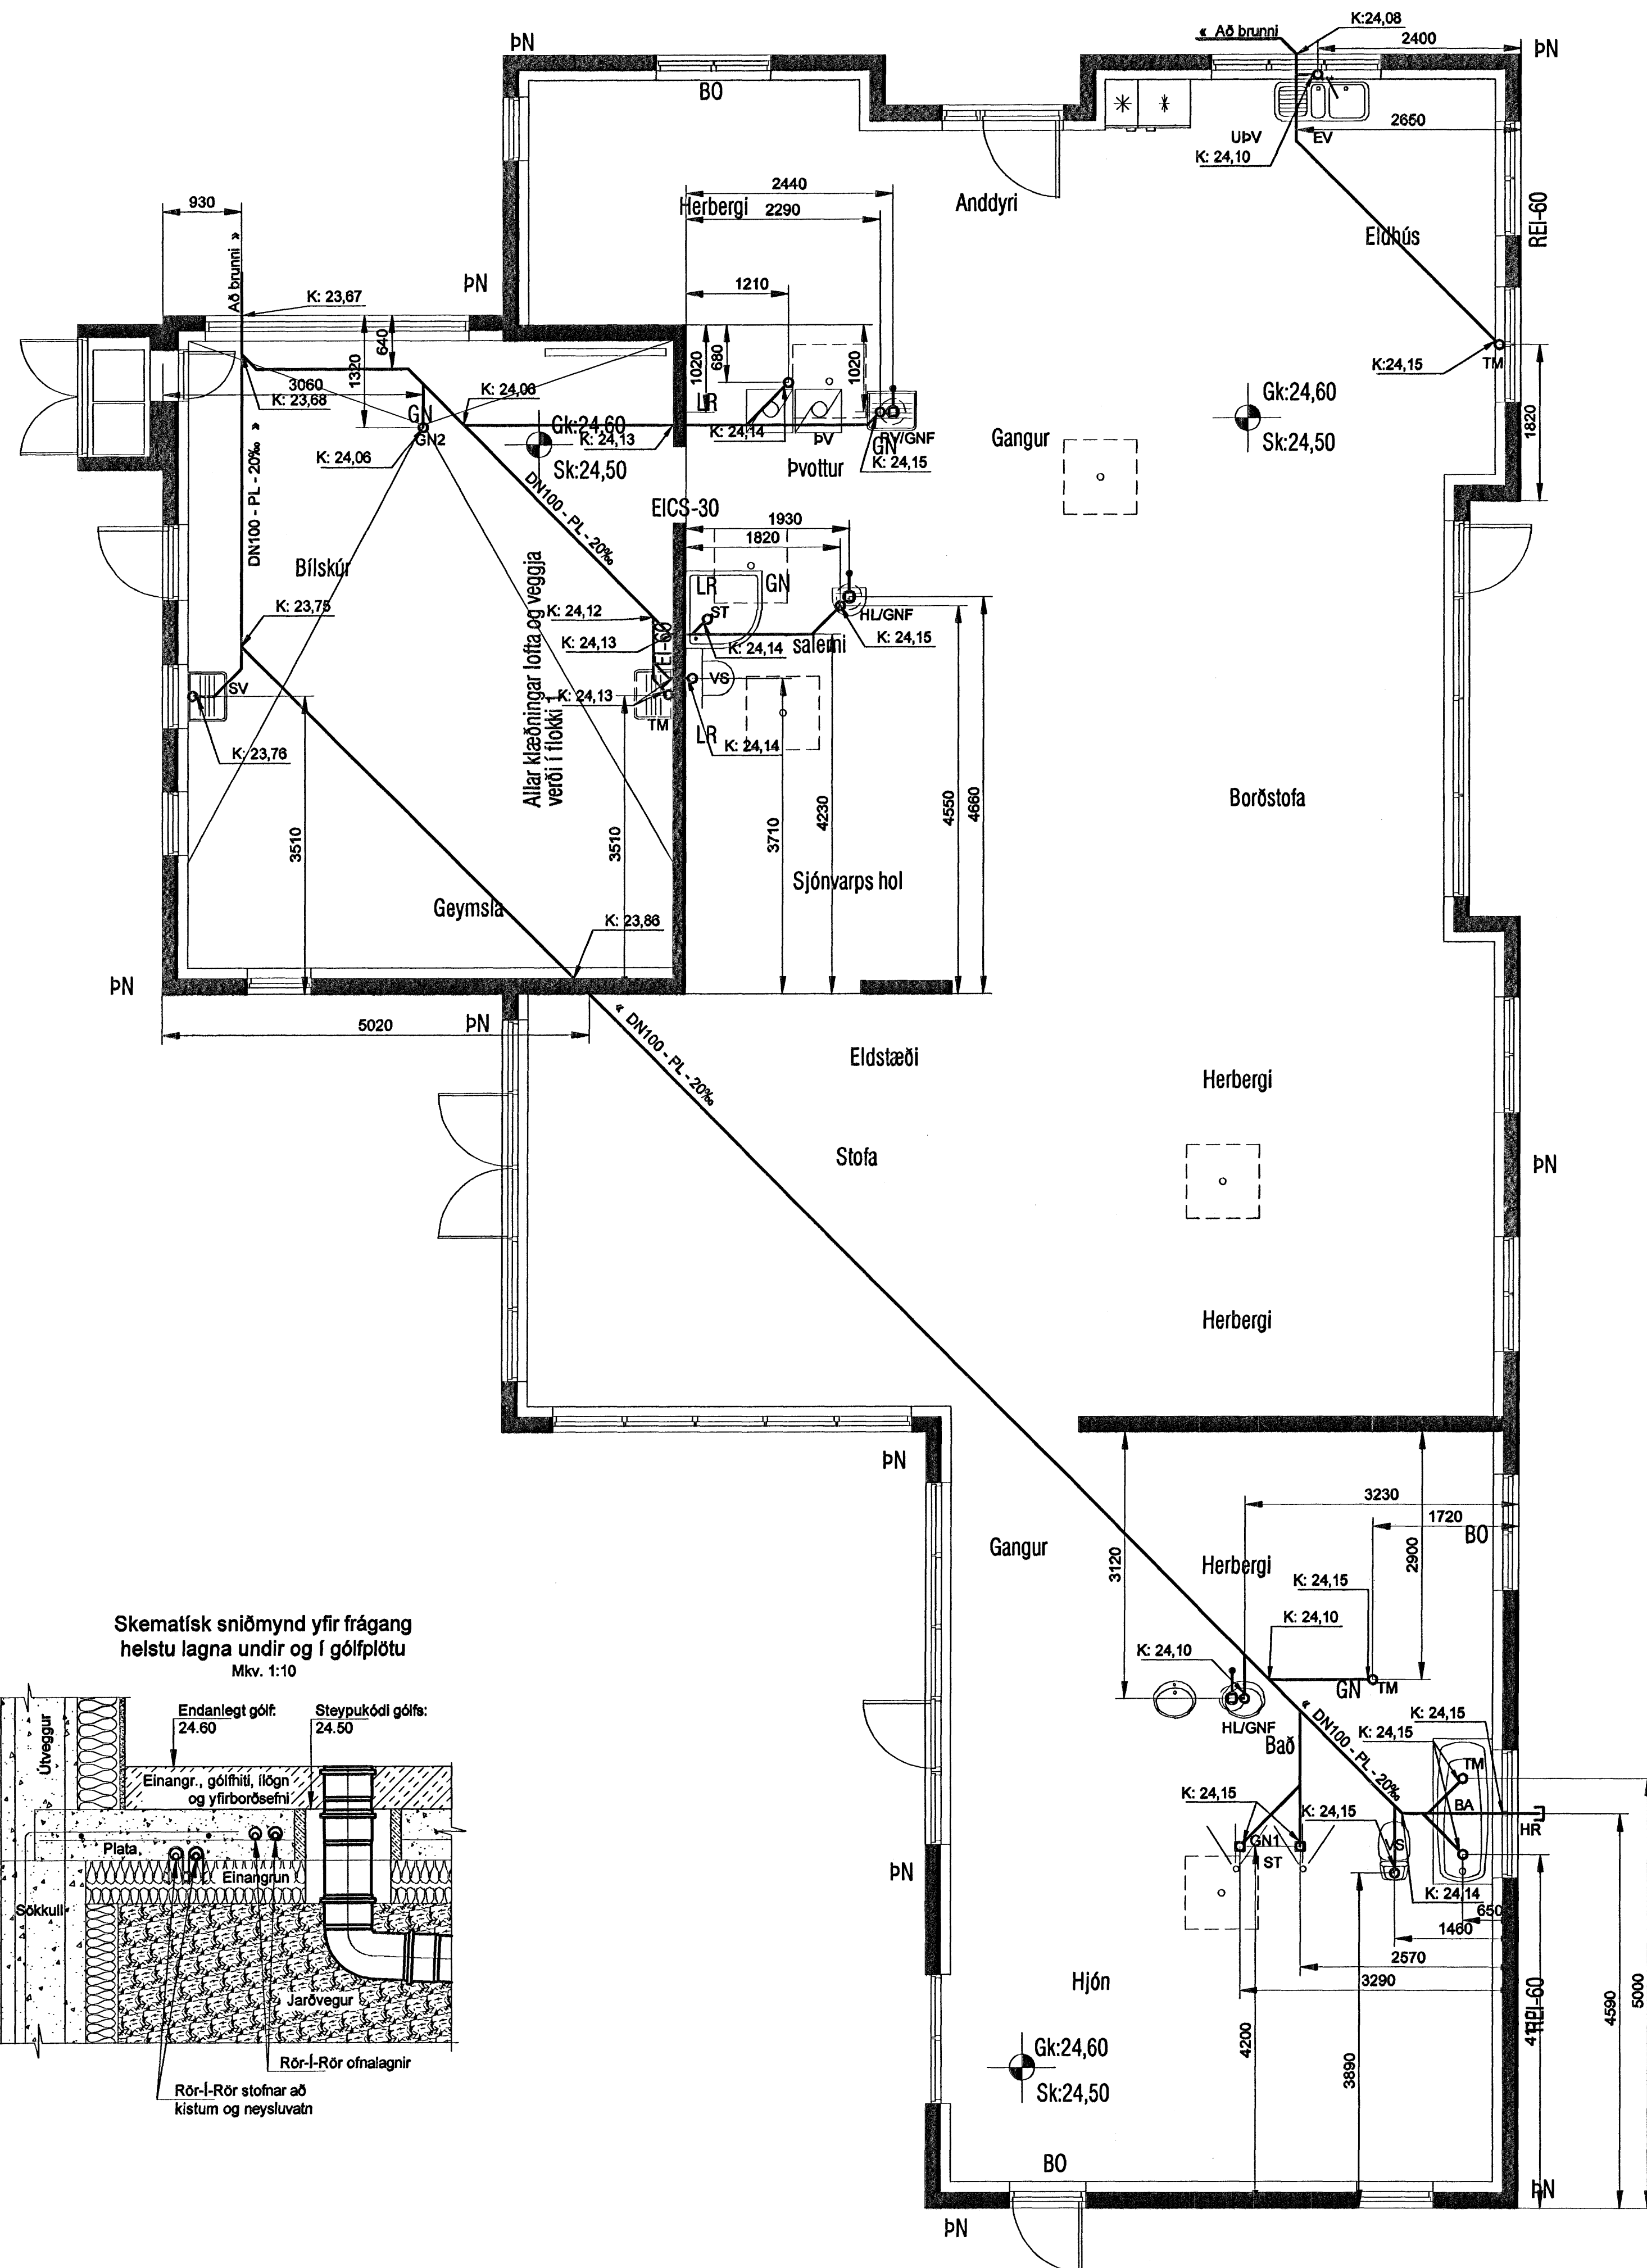 ÞN
« Að brunni
K:24,08
2400
ÞN
BO
2650
UÞV
EV
K: 24,10
930
2440
Herbergi
2290
Anddyri
Eldhús
REI-60
Að brunni »
ÞN
K: 23,67
1210
640
1320
1020
680
1020
K:24,15
TM
3060
K: 23,68
K: 24,06
LR
Gk:24,60
Sk:24,50
1820
GN
GN2
Gk:24,60
K: 24,13
K: 24,14
ÞV
RV/GNF
GN
Gangur
K: 24,06
Sk:24,50
Þvottur
K: 24,15
DN100 - PL - 20‰ »
DN100 - PL - 20‰
EICS-30
1930
1820
Bílskúr
LR
GN
K: 23,75
K: 24,12
ST
HL/GNF
K: 24,13
EI-60
K: 24,14
salerni
K: 24,15
SV
K: 24,13
VS
TM
LR
K: 24,14
K: 23,76
Allar klæðningar lofta og veggja
verði í flokki 1
Borðstofa
3510
3510
3710
4230
4550
4660
Sjónvarps hol
Geymsla
K: 23,86
ÞN
5020
ÞN
« DN100 - PL - 20‰
Eldstæði
Herbergi
Stofa
ÞN
Herbergi
ÞN
3230
1720
BO
Gangur
3120
Herbergi
2900
K: 24,15
K: 24,10
K: 24,10
GN
TM
HL/GNF
Bað
« DN100 - PL - 20‰
K: 24,15
K: 24,15
TM
K: 24,15
K: 24,15
BA
HR
GN1
ST
VS
ÞN
K: 24,14
650
1460
2570
3290
Hjón
4200
3890
4110
REI-60
4590
5000
Gk:24,60
Sk:24,50
BO
ÞN
ÞN
Skematísk sniðmynd yfir frágang
helstu lagna undir og í gólfplötu
Mkv. 1:10
Endanlegt gólf:
24.60
Steypukódi gólfs:
24.50
Útveggur
Einangr., gólfhiti, ílögn
og yfirborðsefni
Plata
Einangrun
Sökkull
Jarðvegur
Rör-Í-Rör ofnalagnir
Rör-Í-Rör stofnar að
kistum og neysluvatn